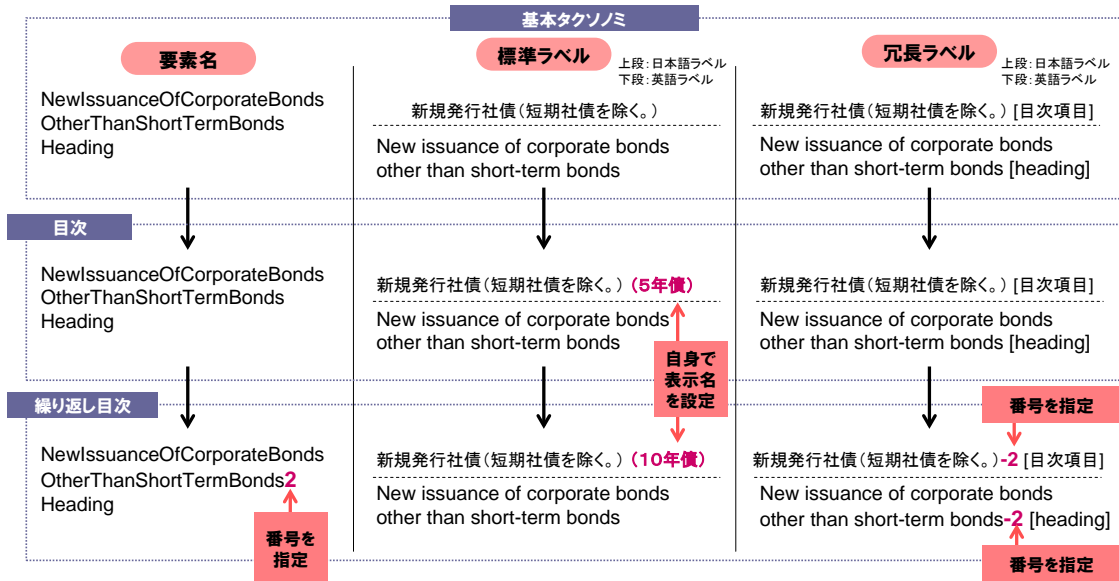 基本タクソノミ
要素名
標準ラベル
上段：日本語ラベル
下段：英語ラベル
冗長ラベル
上段：日本語ラベル
下段：英語ラベル
NewIssuanceOfCorporateBonds
OtherThanShortTermBonds
Heading
新規発行社債（短期社債を除く。）
New issuance of corporate bonds
other than short-term bonds
新規発行社債（短期社債を除く。）[目次項目]
New issuance of corporate bonds
other than short-term bonds [heading]
目次
NewIssuanceOfCorporateBonds
OtherThanShortTermBonds
Heading
新規発行社債（短期社債を除く。）（５年債）
New issuance of corporate bonds
other than short-term bonds
新規発行社債（短期社債を除く。）[目次項目]
New issuance of corporate bonds
other than short-term bonds [heading]
自身で
表示名
を設定
繰り返し目次
番号を指定
NewIssuanceOfCorporateBonds
OtherThanShortTermBonds2
Heading
新規発行社債（短期社債を除く。）（１０年債）
New issuance of corporate bonds
other than short-term bonds
新規発行社債（短期社債を除く。）-2 [目次項目]
New issuance of corporate bonds
other than short-term bonds-2 [heading]
番号を
指定
番号を指定